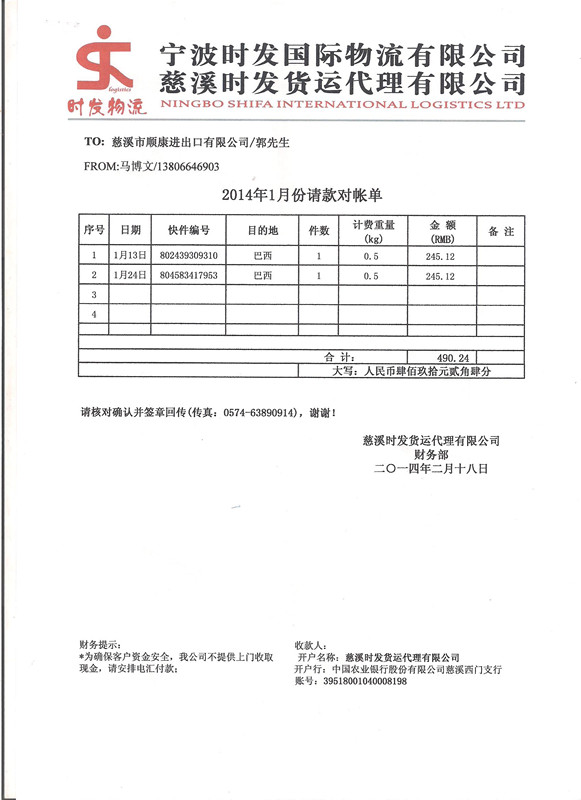 宁波时发国际物流有限公司
慈溪时发货运代理有限公司
NINGBO SHIFA INTERNATIONAL LOGISTICS LTD
logistics
时发物流
TO: 慈溪市顺康进出口有限公司/郭先生
FROM:马博文/13806646903
2014年1月份请款对帐单
序号 日期 快件编号 目的地 件数 计费重量(kg) 金 额(RMB) 备 注
1 1月13日 802439309310 巴西 1 0.5 245.12
2 1月24日 804583417953 巴西 1 0.5 245.12
3
4
合 计: 490.24
大写: 人民币肆佰玖拾元贰角肆分
请核对确认并签章回传(传真: 0574-63890914), 谢谢!
慈溪时发货运代理有限公司
财务部
二〇一四年二月十八日
财务提示:
*为确保客户资金安全, 我公司不提供上门收取
现金, 请安排电汇付款;
收款人:
开户名称: 慈溪时发货运代理有限公司
开户行: 中国农业银行股份有限公司慈溪西门支行
账号: 39518001040008198